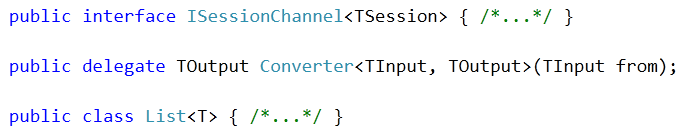 public interface ISessionChannel<TSession> { /*...*/ }
public delegate TOutput Converter<TInput, TOutput>(TInput from);
public class List<T> { /*...*/ }